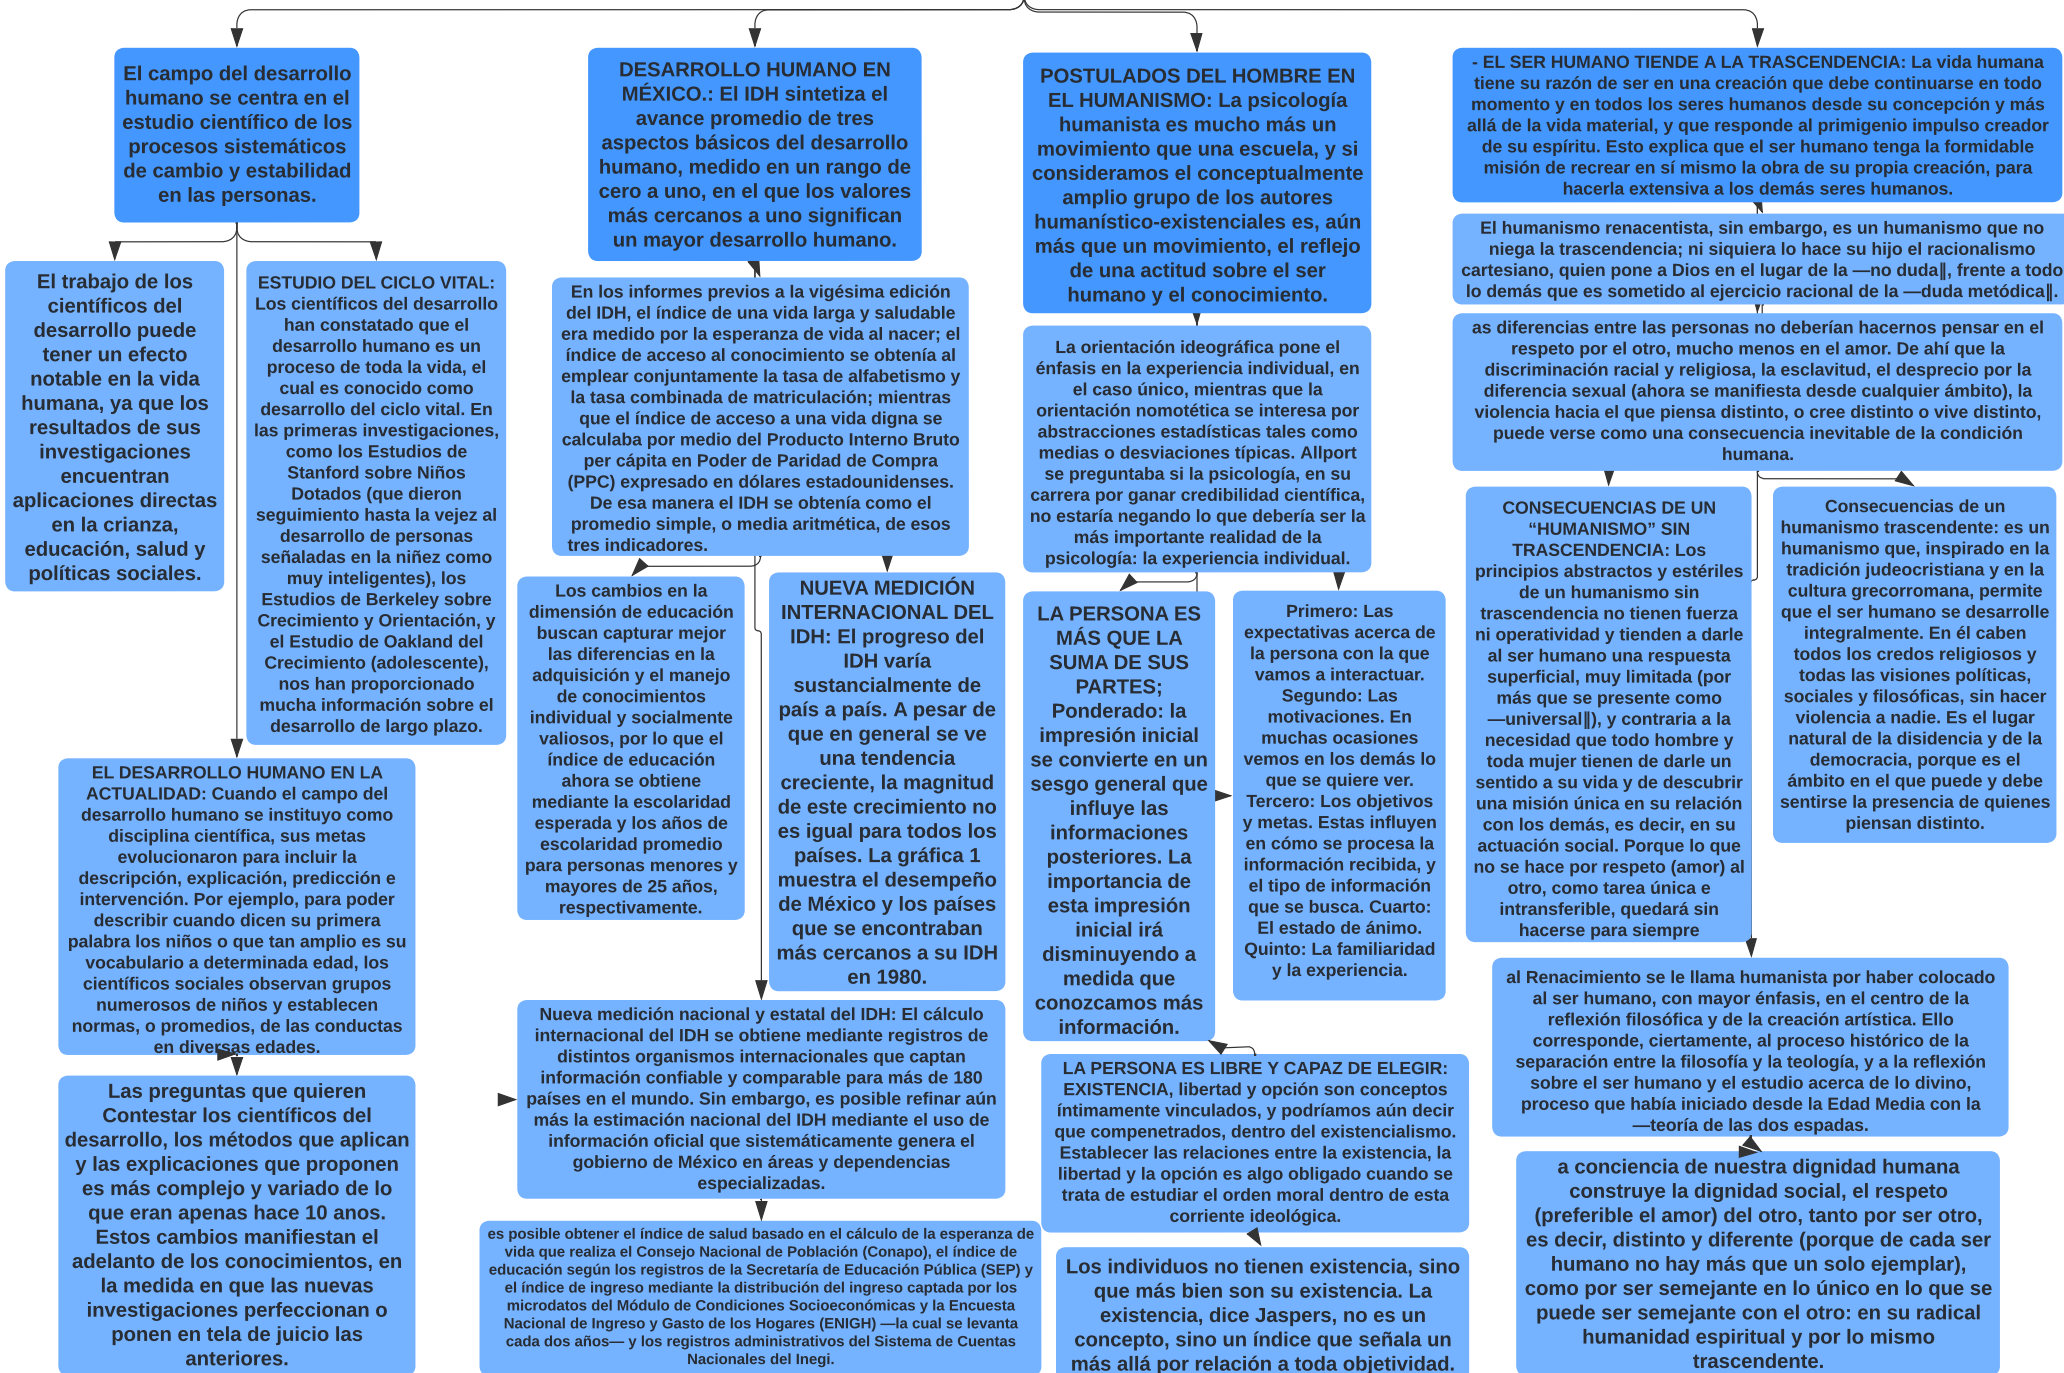 El campo del desarrollo
humano se centra en el
estudio científico de los
procesos sistemáticos
de cambio y estabilidad
en las personas.
El trabajo de los
científicos del
desarrollo puede
tener un efecto
notable en la vida
humana, ya que los
resultados de sus
investigaciones
encuentran
aplicaciones directas
en la crianza,
educación, salud y
políticas sociales.
ESTUDIO DEL CICLO VITAL:
Los científicos del desarrollo
han constatado que el
desarrollo humano es un
proceso de toda la vida, el
cual es conocido como
desarrollo del ciclo vital. En
las primeras investigaciones,
como los Estudios de
Stanford sobre Niños
Dotados (que dieron
seguimiento hasta la vejez al
desarrollo de personas
señaladas en la niñez como
muy inteligentes), los
Estudios de Berkeley sobre
Crecimiento y Orientación, y
el Estudio de Oakland del
Crecimiento (adolescente),
nos han proporcionado
mucha información sobre el
desarrollo de largo plazo.
EL DESARROLLO HUMANO EN LA
ACTUALIDAD: Cuando el campo del
desarrollo humano se instituyo como
disciplina científica, sus metas
evolucionaron para incluir la
descripción, explicación, predicción e
intervención. Por ejemplo, para poder
describir cuando dicen su primera
palabra los niños o que tan amplio es su
vocabulario a determinada edad, los
científicos sociales observan grupos
numerosos de niños y establecen
normas, o promedios, de las conductas
en diversas edades.
Las preguntas que quieren
Contestar los científicos del
desarrollo, los métodos que aplican
y las explicaciones que proponen
es más complejo y variado de lo
que eran apenas hace 10 anos.
Estos cambios manifiestan el
adelanto de los conocimientos, en
la medida en que las nuevas
investigaciones perfeccionan o
ponen en tela de juicio las
anteriores.
DESARROLLO HUMANO EN
MÉXICO.: El IDH sintetiza el
avance promedio de tres
aspectos básicos del desarrollo
humano, medido en un rango de
cero a uno, en el que los valores
más cercanos a uno significan
un mayor desarrollo humano.
En los informes previos a la vigésima edición
del IDH, el índice de una vida larga y saludable
era medido por la esperanza de vida al nacer; el
índice de acceso al conocimiento se obtenía al
emplear conjuntamente la tasa de alfabetismo y
la tasa combinada de matriculación; mientras
que el índice de acceso a una vida digna se
calculaba por medio del Producto Interno Bruto
per cápita en Poder de Paridad de Compra
(PPC) expresado en dólares estadounidenses.
De esa manera el IDH se obtenía como el
promedio simple, o media aritmética, de esos
tres indicadores.
Los cambios en la
dimensión de educación
buscan capturar mejor
las diferencias en la
adquisición y el manejo
de conocimientos
individual y socialmente
valiosos, por lo que el
índice de educación
ahora se obtiene
mediante la escolaridad
esperada y los años de
escolaridad promedio
para personas menores y
mayores de 25 años,
respectivamente.
NUEVA MEDICIÓN
INTERNACIONAL DEL
IDH: El progreso del
IDH varía
sustancialmente de
país a país. A pesar de
que en general se ve
una tendencia
creciente, la magnitud
de este crecimiento no
es igual para todos los
países. La gráfica 1
muestra el desempeño
de México y los países
que se encontraban
más cercanos a su IDH
en 1980.
Nueva medición nacional y estatal del IDH: El cálculo
internacional del IDH se obtiene mediante registros de
distintos organismos internacionales que captan
información confiable y comparable para más de 180
países en el mundo. Sin embargo, es posible refinar aún
más la estimación nacional del IDH mediante el uso de
información oficial que sistemáticamente genera el
gobierno de México en áreas y dependencias
especializadas.
es posible obtener el índice de salud basado en el cálculo de la esperanza de
vida que realiza el Consejo Nacional de Población (Conapo), el índice de
educación según los registros de la Secretaría de Educación Pública (SEP) y
el índice de ingreso mediante la distribución del ingreso captada por los
microdatos del Módulo de Condiciones Socioeconómicas y la Encuesta
Nacional de Ingreso y Gasto de los Hogares (ENIGH) —la cual se levanta
cada dos años— y los registros administrativos del Sistema de Cuentas
Nacionales del Inegi.
POSTULADOS DEL HOMBRE EN
EL HUMANISMO: La psicología
humanista es mucho más un
movimiento que una escuela, y si
consideramos el conceptualmente
amplio grupo de los autores
humanístico-existenciales es, aún
más que un movimiento, el reflejo
de una actitud sobre el ser
humano y el conocimiento.
La orientación ideográfica pone el
énfasis en la experiencia individual, en
el caso único, mientras que la
orientación nomotética se interesa por
abstracciones estadísticas tales como
medias o desviaciones típicas. Allport
se preguntaba si la psicología, en su
carrera por ganar credibilidad científica,
no estaría negando lo que debería ser la
más importante realidad de la
psicología: la experiencia individual.
LA PERSONA ES
MÁS QUE LA
SUMA DE SUS
PARTES;
Ponderado: la
impresión inicial
se convierte en un
sesgo general que
influye las
informaciones
posteriores. La
importancia de
esta impresión
inicial irá
disminuyendo a
medida que
conozcamos más
información.
Primero: Las
expectativas acerca de
la persona con la que
vamos a interactuar.
Segundo: Las
motivaciones. En
muchas ocasiones
vemos en los demás lo
que se quiere ver.
Tercero: Los objetivos
y metas. Estas influyen
en cómo se procesa la
información recibida, y
el tipo de información
que se busca. Cuarto:
El estado de ánimo.
Quinto: La familiaridad
y la experiencia.
LA PERSONA ES LIBRE Y CAPAZ DE ELEGIR:
EXISTENCIA, libertad y opción son conceptos
íntimamente vinculados, y podríamos aún decir
que compenetrados, dentro del existencialismo.
Establecer las relaciones entre la existencia, la
libertad y la opción es algo obligado cuando se
trata de estudiar el orden moral dentro de esta
corriente ideológica.
Los individuos no tienen existencia, sino
que más bien son su existencia. La
existencia, dice Jaspers, no es un
concepto, sino un índice que señala un
más allá por relación a toda objetividad.
- EL SER HUMANO TIENDE A LA TRASCENDENCIA: La vida humana
tiene su razón de ser en una creación que debe continuarse en todo
momento y en todos los seres humanos desde su concepción y más
allá de la vida material, y que responde al primigenio impulso creador
de su espíritu. Esto explica que el ser humano tenga la formidable
misión de recrear en sí mismo la obra de su propia creación, para
hacerla extensiva a los demás seres humanos.
El humanismo renacentista, sin embargo, es un humanismo que no
niega la trascendencia; ni siquiera lo hace su hijo el racionalismo
cartesiano, quien pone a Dios en el lugar de la ―no duda‖, frente a todo
lo demás que es sometido al ejercicio racional de la ―duda metódica‖.
as diferencias entre las personas no deberían hacernos pensar en el
respeto por el otro, mucho menos en el amor. De ahí que la
discriminación racial y religiosa, la esclavitud, el desprecio por la
diferencia sexual (ahora se manifiesta desde cualquier ámbito), la
violencia hacia el que piensa distinto, o cree distinto o vive distinto,
puede verse como una consecuencia inevitable de la condición
humana.
CONSECUENCIAS DE UN
“HUMANISMO” SIN
TRASCENDENCIA: Los
principios abstractos y estériles
de un humanismo sin
trascendencia no tienen fuerza
ni operatividad y tienden a darle
al ser humano una respuesta
superficial, muy limitada (por
más que se presente como
―universal‖), y contraria a la
necesidad que todo hombre y
toda mujer tienen de darle un
sentido a su vida y de descubrir
una misión única en su relación
con los demás, es decir, en su
actuación social. Porque lo que
no se hace por respeto (amor) al
otro, como tarea única e
intransferible, quedará sin
hacerse para siempre
Consecuencias de un
humanismo trascendente: es un
humanismo que, inspirado en la
tradición judeocristiana y en la
cultura grecorromana, permite
que el ser humano se desarrolle
integralmente. En él caben
todos los credos religiosos y
todas las visiones políticas,
sociales y filosóficas, sin hacer
violencia a nadie. Es el lugar
natural de la disidencia y de la
democracia, porque es el
ámbito en el que puede y debe
sentirse la presencia de quienes
piensan distinto.
al Renacimiento se le llama humanista por haber colocado
al ser humano, con mayor énfasis, en el centro de la
reflexión filosófica y de la creación artística. Ello
corresponde, ciertamente, al proceso histórico de la
separación entre la filosofía y la teología, y a la reflexión
sobre el ser humano y el estudio acerca de lo divino,
proceso que había iniciado desde la Edad Media con la
―teoría de las dos espadas.
a conciencia de nuestra dignidad humana
construye la dignidad social, el respeto
(preferible el amor) del otro, tanto por ser otro,
es decir, distinto y diferente (porque de cada ser
humano no hay más que un solo ejemplar),
como por ser semejante en lo único en lo que se
puede ser semejante con el otro: en su radical
humanidad espiritual y por lo mismo
trascendente.